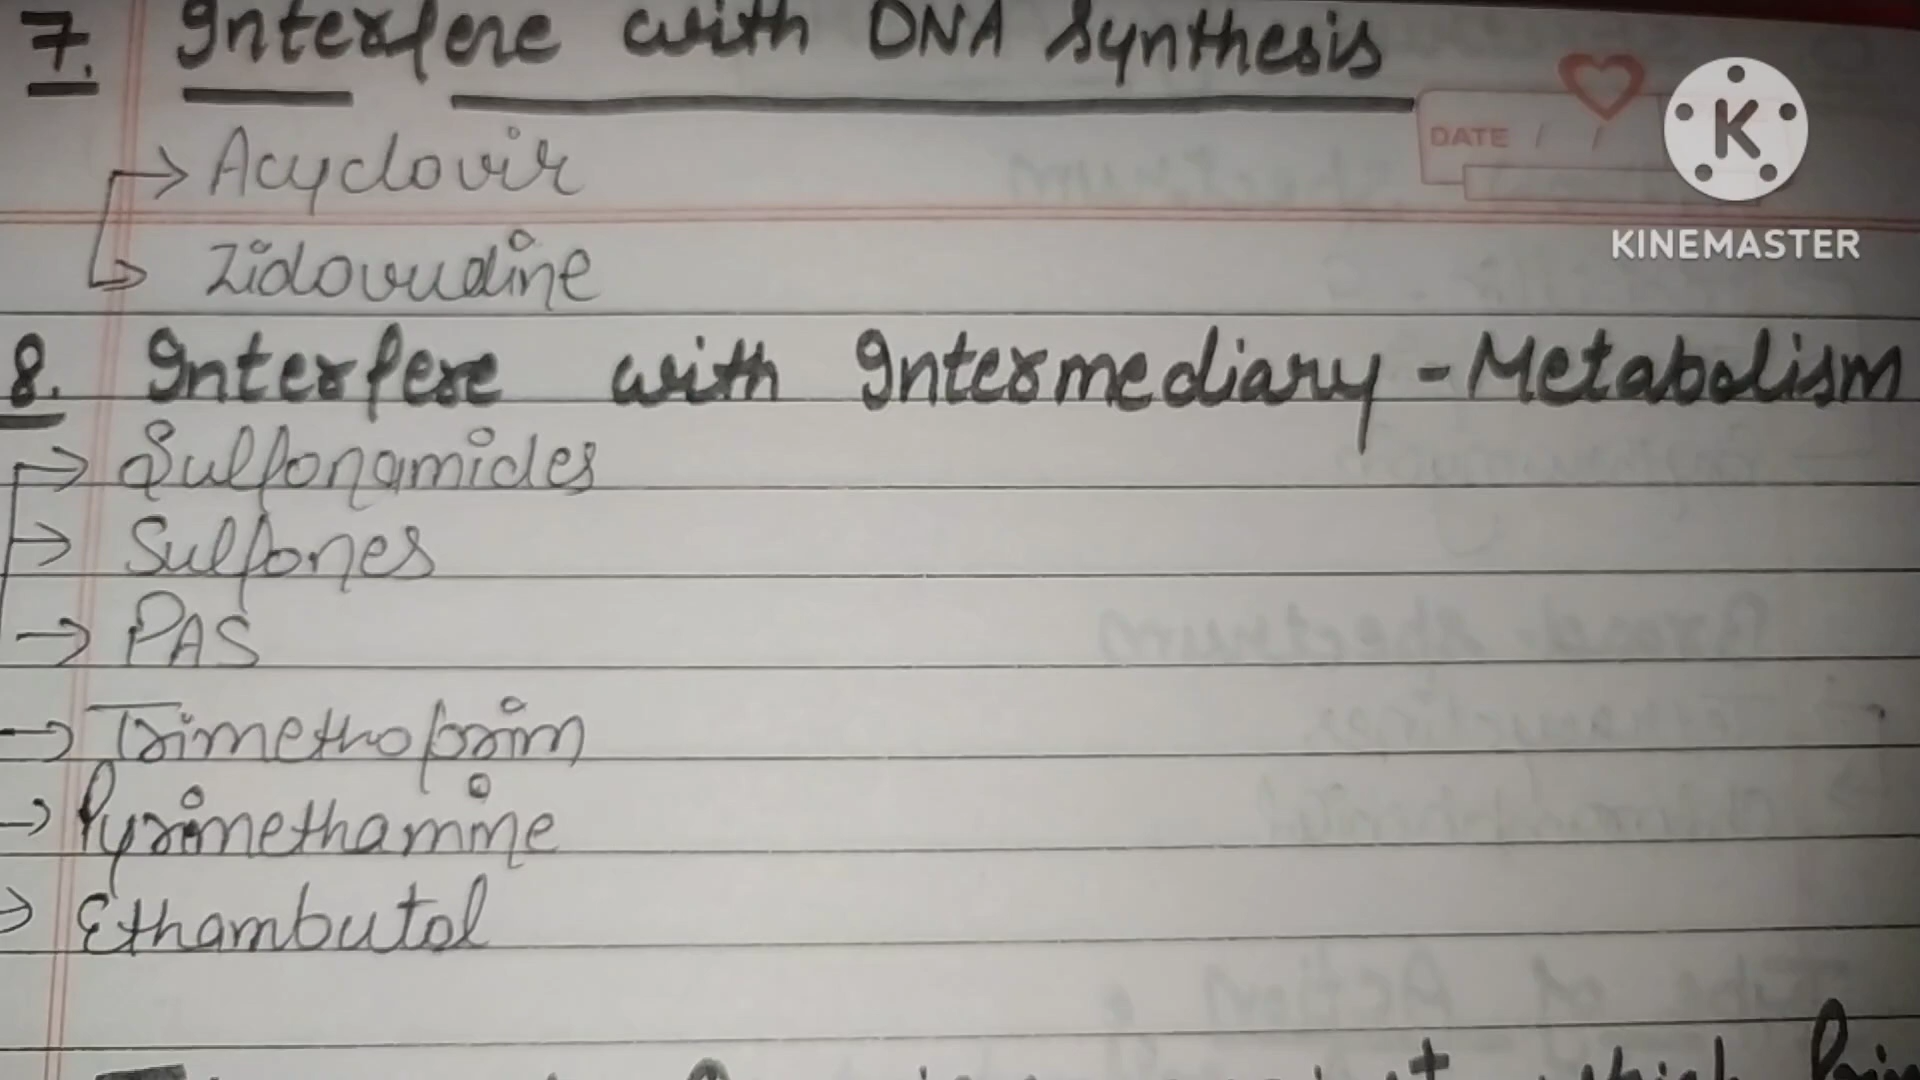 7. Interfere with DNA Synthesis
DATE / /
K
KINEMASTER
→ Acyclovir
→ Zidovudine
8. Interfere with Intermediary - Metabolism
→ Sulfonamides
→ Sulfones
→ PAS
→ Trimethoprim
→ Pyrimethamine
→ Ethambutol
which